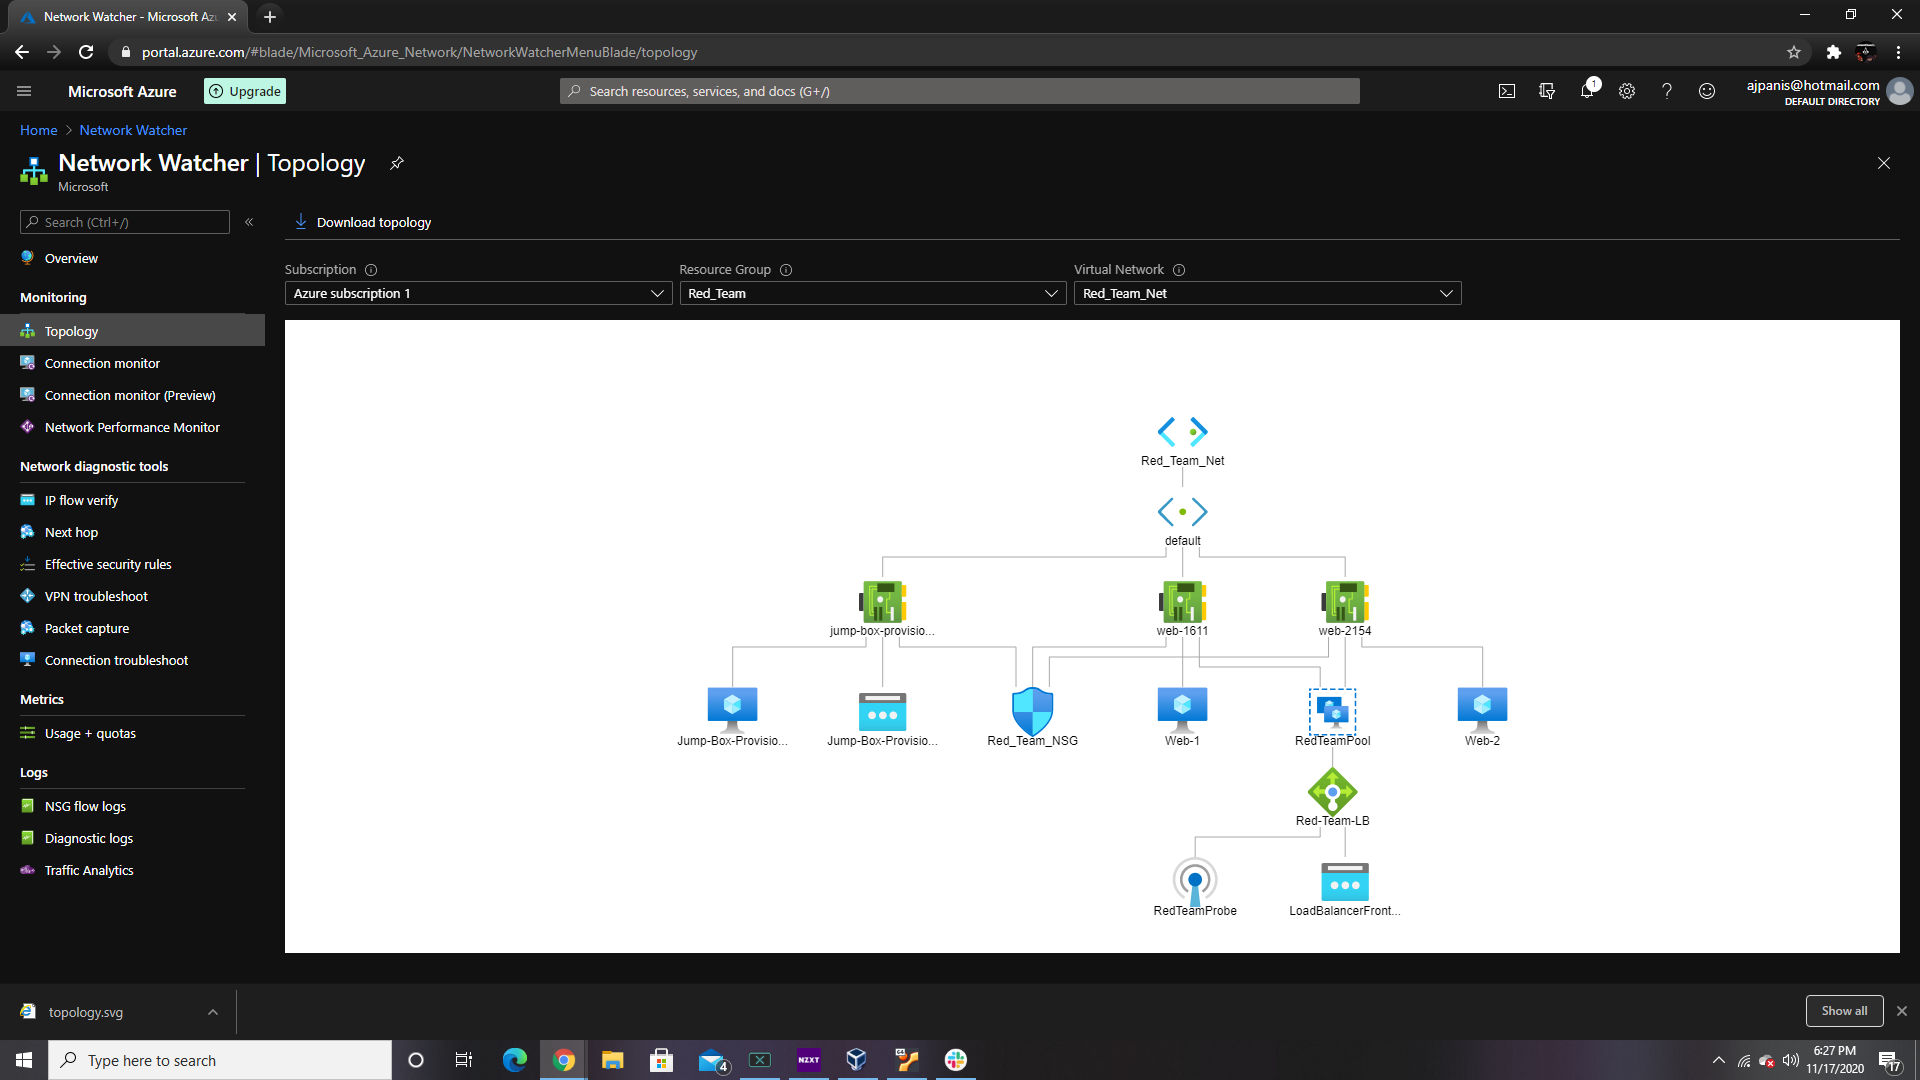 Network Watcher - Microsoft Az
portal.azure.com/#blade/Microsoft_Azure_Network/NetworkWatcherMenuBlade/topology
Microsoft Azure
Upgrade
Search resources, services, and docs (G+/)
1
ajpanis@hotmail.com
DEFAULT DIRECTORY
Home > Network Watcher
Network Watcher | Topology
Microsoft
Search (Ctrl+/)
«
Download topology
Overview
Subscription
Resource Group
Virtual Network
Azure subscription 1
Red_Team
Red_Team_Net
Monitoring
Topology
Connection monitor
Connection monitor (Preview)
Network Performance Monitor
Network diagnostic tools
IP flow verify
Next hop
Effective security rules
VPN troubleshoot
Packet capture
Connection troubleshoot
Metrics
Usage + quotas
Logs
NSG flow logs
Diagnostic logs
Traffic Analytics
Red_Team_Net
default
jump-box-provisio...
web-1611
web-2154
Jump-Box-Provisio...
Jump-Box-Provisio...
Red_Team_NSG
Web-1
RedTeamPool
Web-2
Red-Team-LB
RedTeamProbe
LoadBalancerFront...
topology.svg
Show all
Type here to search
4
NZXT
6:27 PM
11/17/2020
17